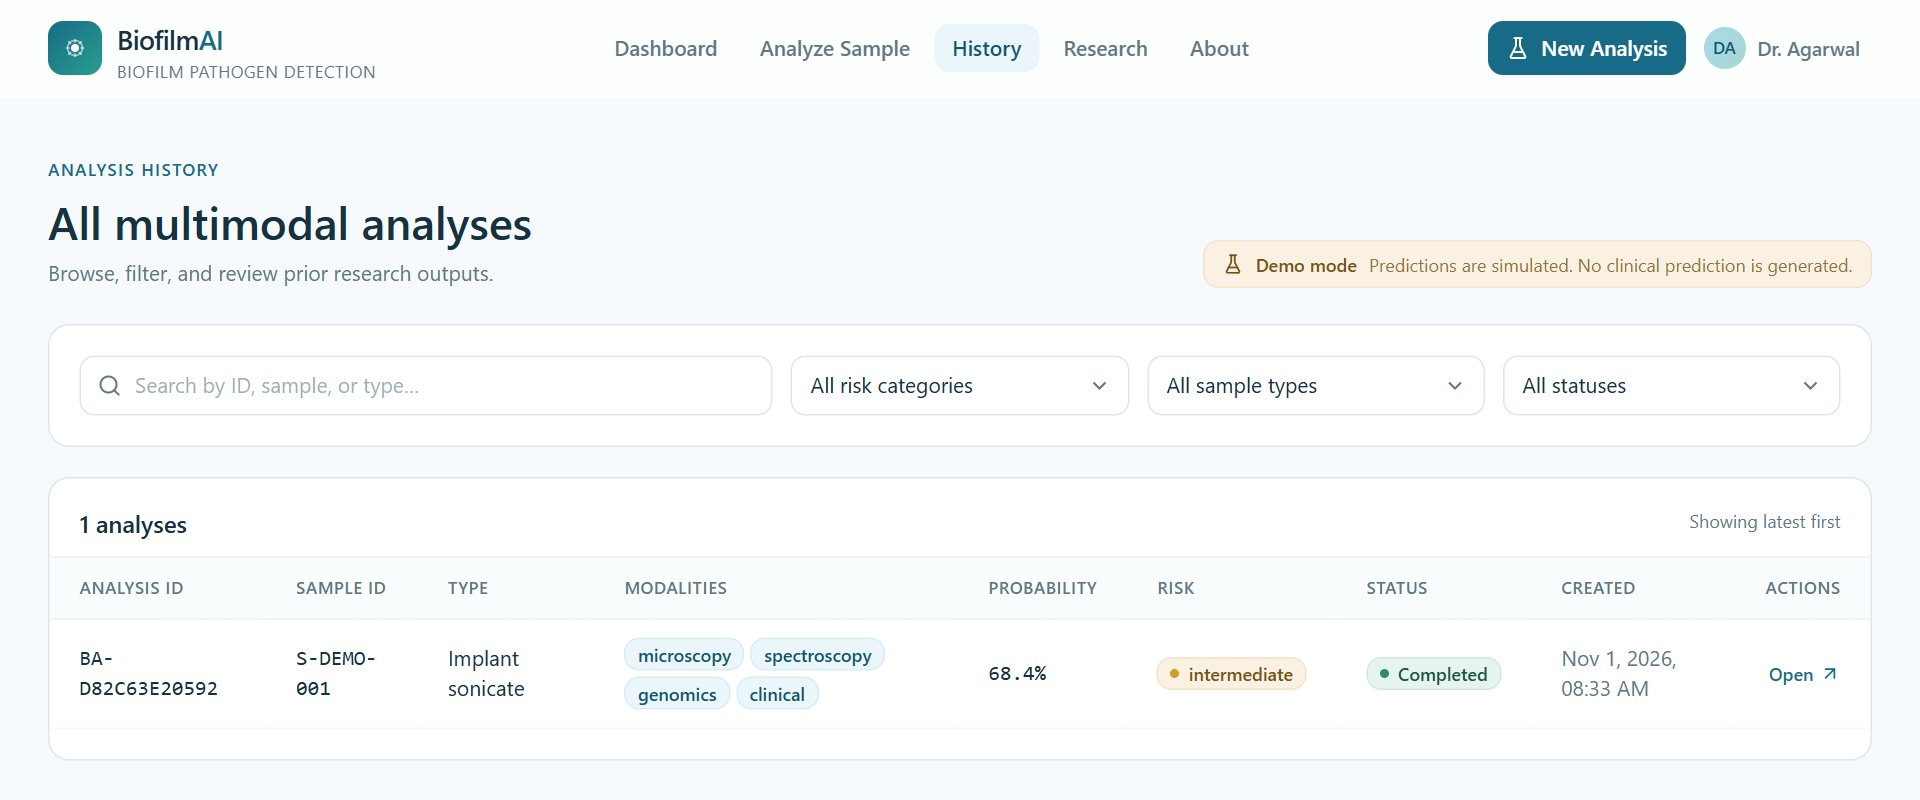 BiofilmAI
BIOFILM PATHOGEN DETECTION
Dashboard
Analyze Sample
History
Research
About
New Analysis
DA
Dr. Agarwal
ANALYSIS HISTORY
All multimodal analyses
Browse, filter, and review prior research outputs.
Demo mode Predictions are simulated. No clinical prediction is generated.
Search by ID, sample, or type...
All risk categories
All sample types
All statuses
1 analyses
Showing latest first
ANALYSIS ID
SAMPLE ID
TYPE
MODALITIES
PROBABILITY
RISK
STATUS
CREATED
ACTIONS
BA-
D82C63E20592
S-DEMO-
001
Implant
sonicate
microscopy
spectroscopy
genomics
clinical
68.4%
intermediate
Completed
Nov 1, 2026,
08:33 AM
Open